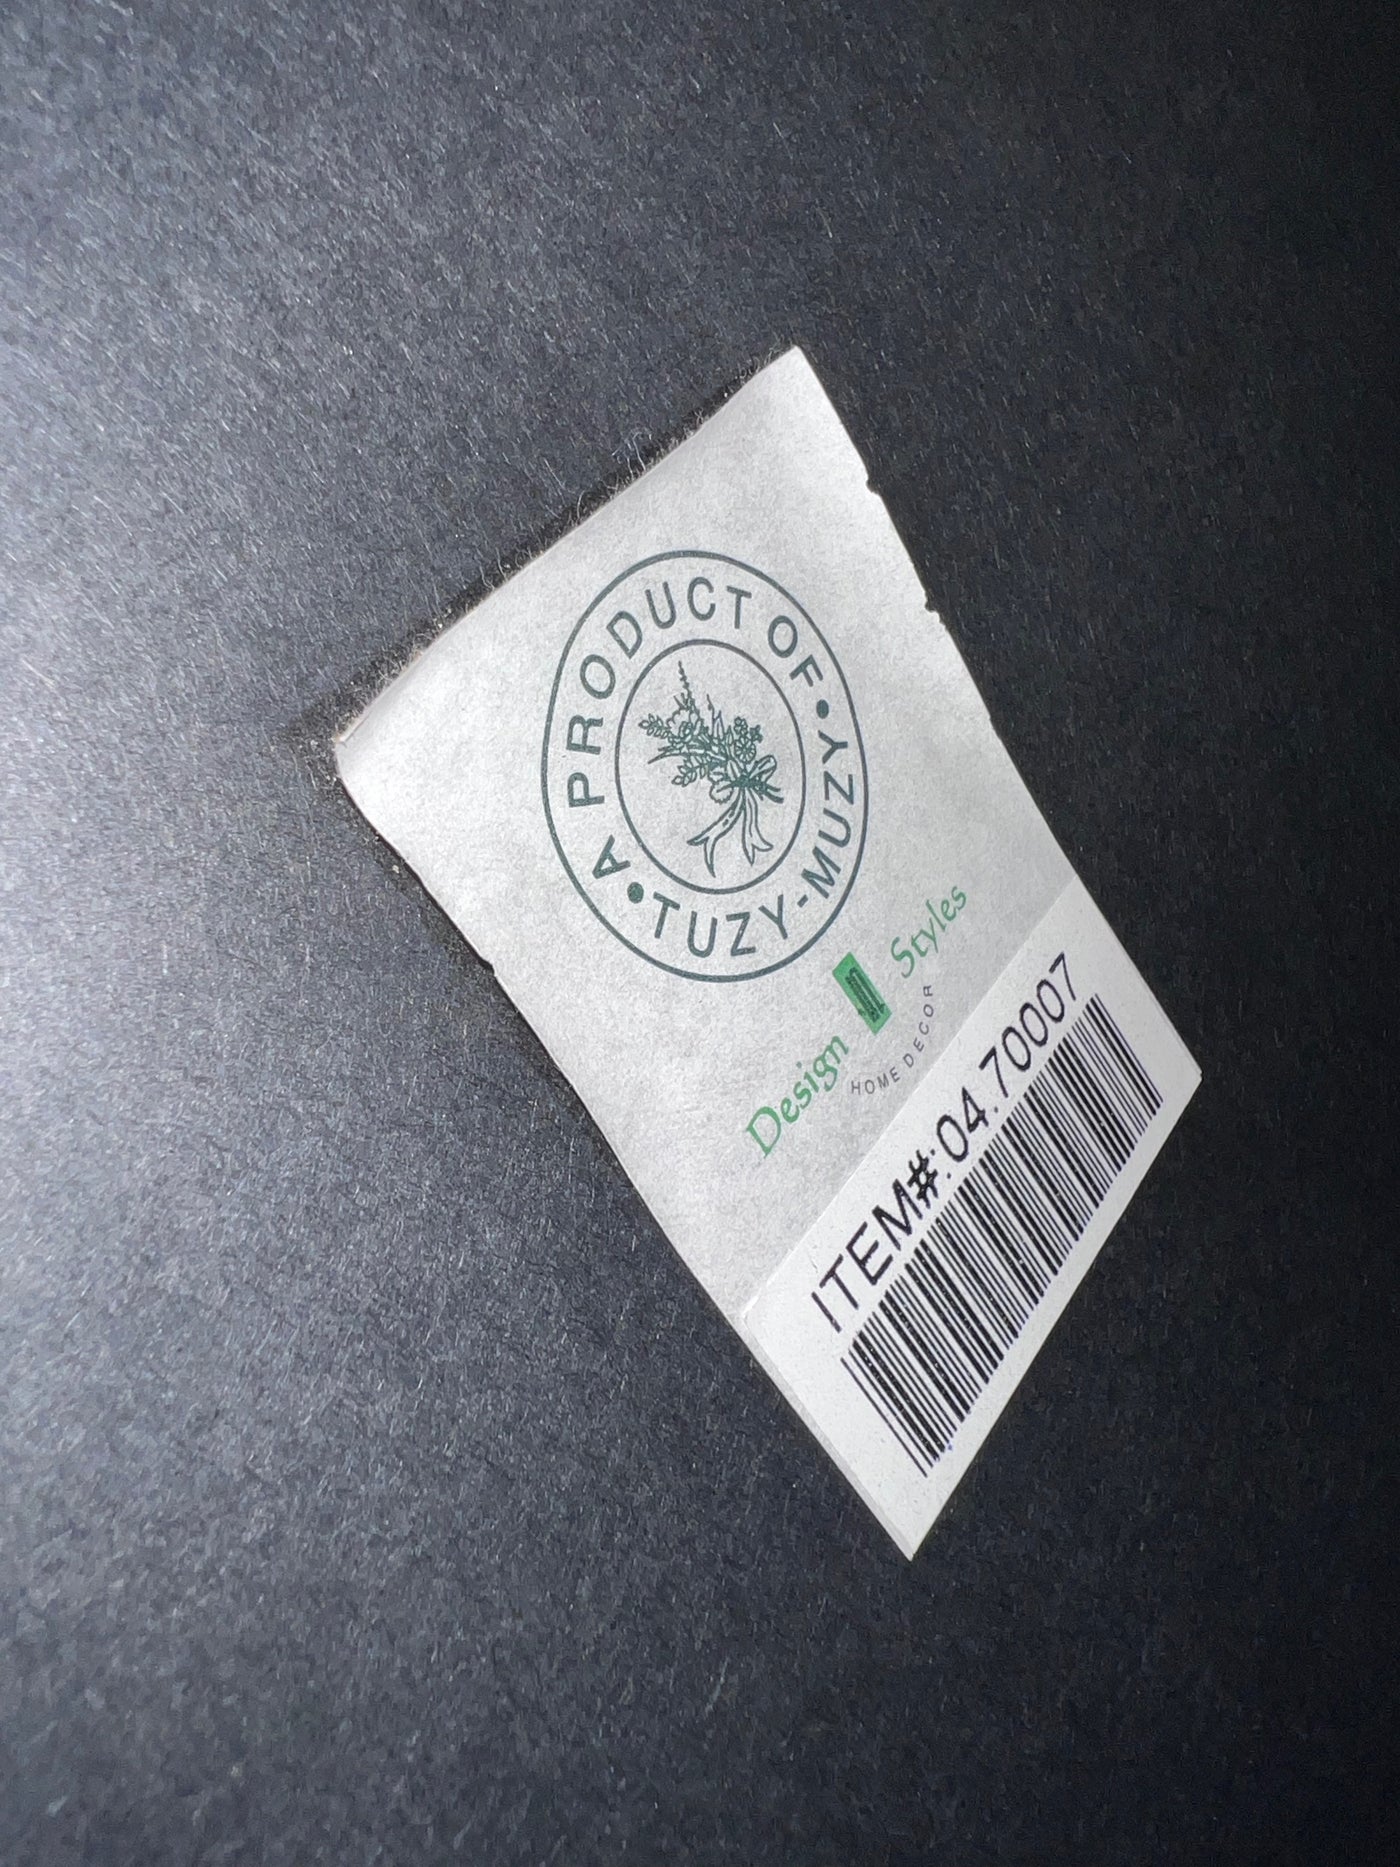 A PRODUCT OF • TUZY-MUZY •
Design Styles
HOME DECOR
ITEM#:04.70007